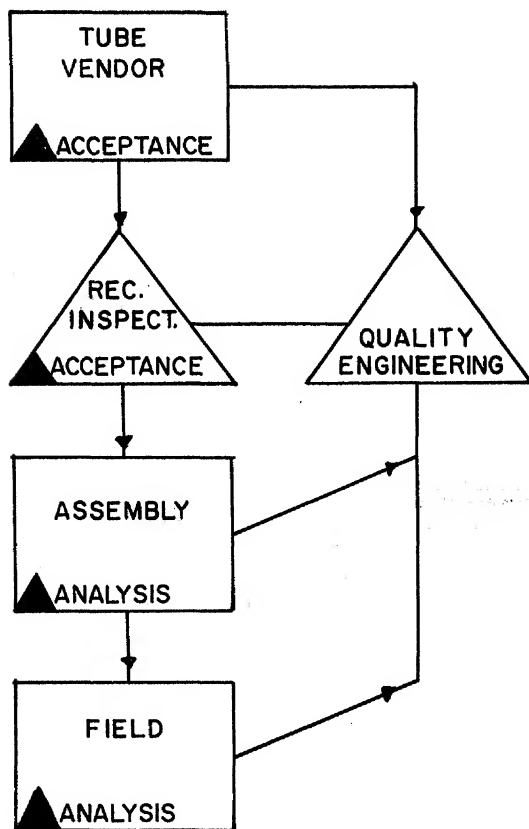 TUBE
VENDOR
ACCEPTANCE
REC.
INSPECT.
ACCEPTANCE
QUALITY
ENGINEERING
ASSEMBLY
ANALYSIS
FIELD
ANALYSIS